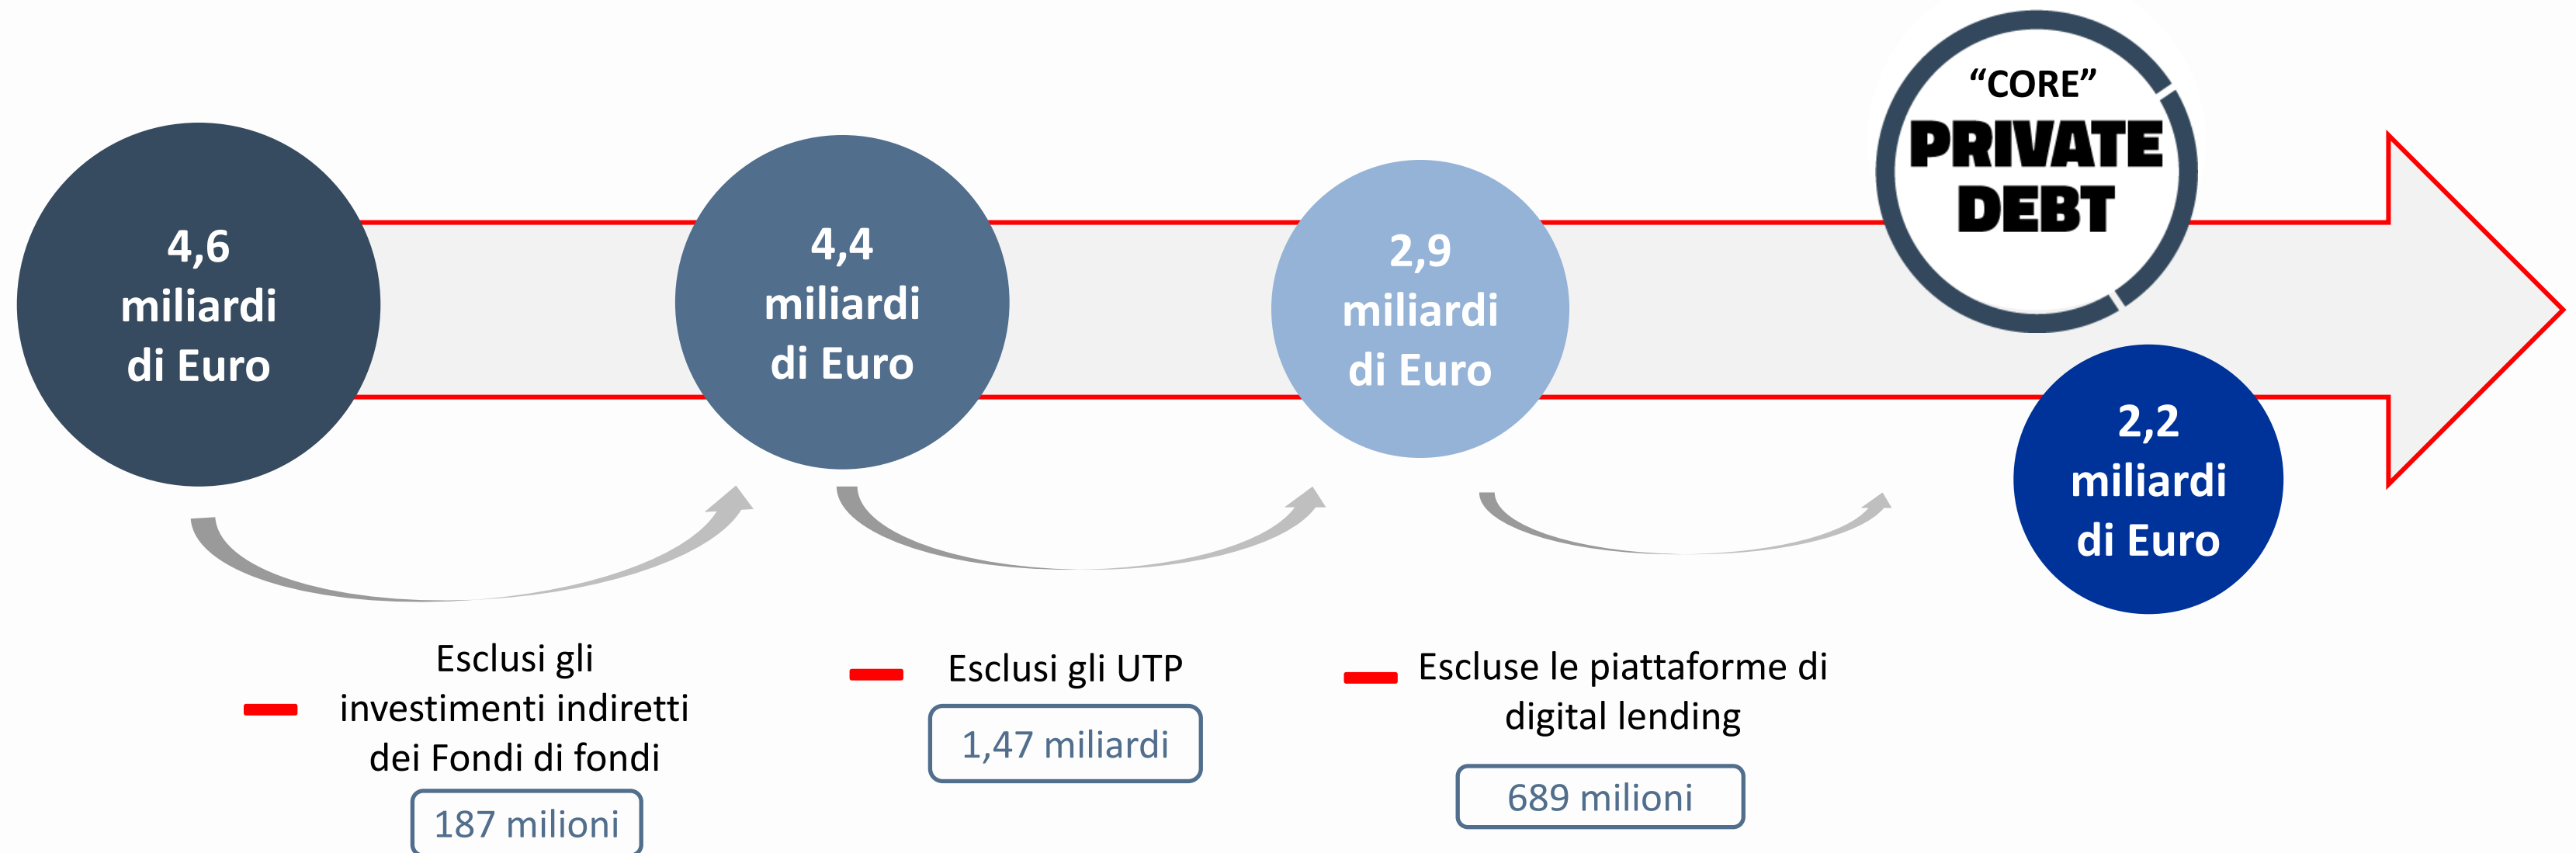 4,6
miliardi
di Euro
4,4
miliardi
di Euro
2,9
miliardi
di Euro
“CORE”
PRIVATE
DEBT
2,2
miliardi
di Euro
Esclusi gli
investimenti indiretti
dei Fondi di fondi
187 milioni
Esclusi gli UTP
1,47 miliardi
Escluse le piattaforme di
digital lending
689 milioni